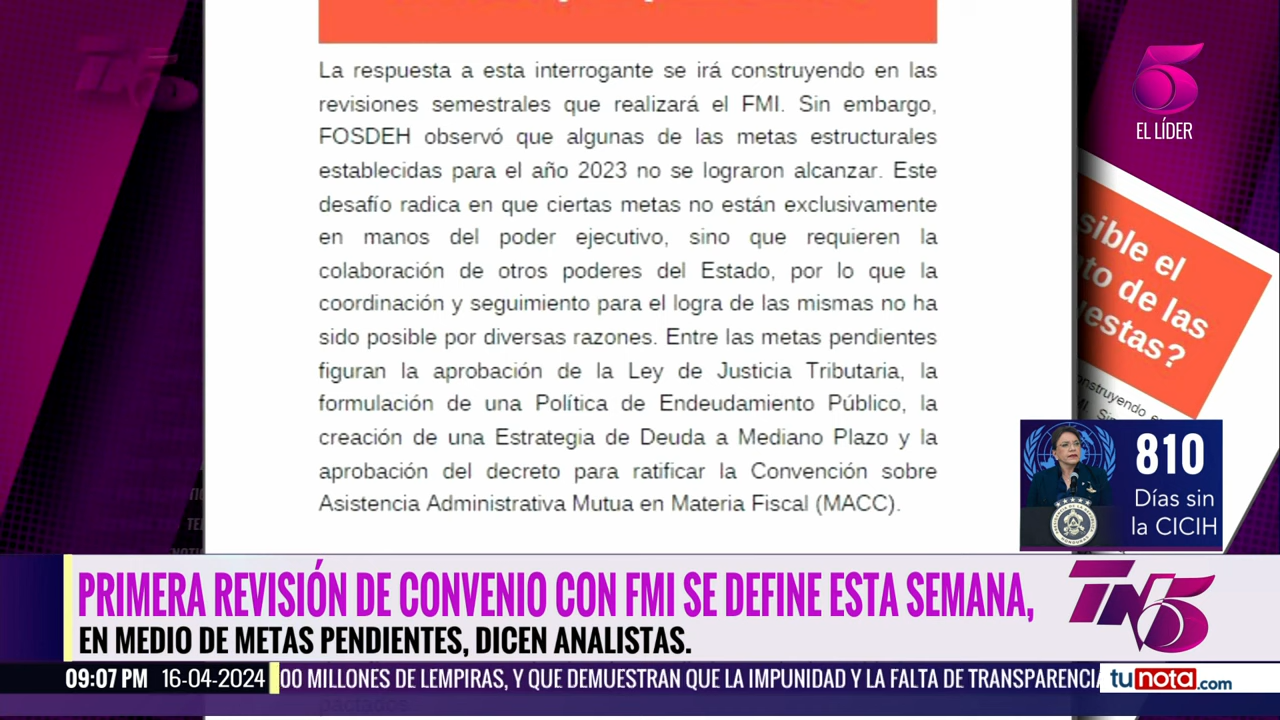 La respuesta a esta interrogante se irá construyendo en las
revisiones semestrales que realizará el FMI. Sin embargo,
FOSDEH observó que algunas de las metas estructurales
establecidas para el año 2023 no se lograron alcanzar. Este
desafío radica en que ciertas metas no están exclusivamente
en manos del poder ejecutivo, sino que requieren la
colaboración de otros poderes del Estado, por lo que la
coordinación y seguimiento para el logra de las mismas no ha
sido posible por diversas razones. Entre las metas pendientes
figuran la aprobación de la Ley de Justicia Tributaria, la
formulación de una Política de Endeudamiento Público, la
creación de una Estrategia de Deuda a Mediano Plazo y la
aprobación del decreto para ratificar la Convención sobre
Asistencia Administrativa Mutua en Materia Fiscal (MACC).
5
EL LÍDER
sible el
to de las
uestas?
construyendo
810
Días sin
la CICIH
PRIMERA REVISIÓN DE CONVENIO CON FMI SE DEFINE ESTA SEMANA,
EN MEDIO DE METAS PENDIENTES, DICEN ANALISTAS.
TN5
09:07 PM 16-04-2024 00 MILLONES DE LEMPIRAS, Y QUE DEMUESTRAN QUE LA IMPUNIDAD Y LA FALTA DE TRANSPARENCIA
tunota.com
pactados